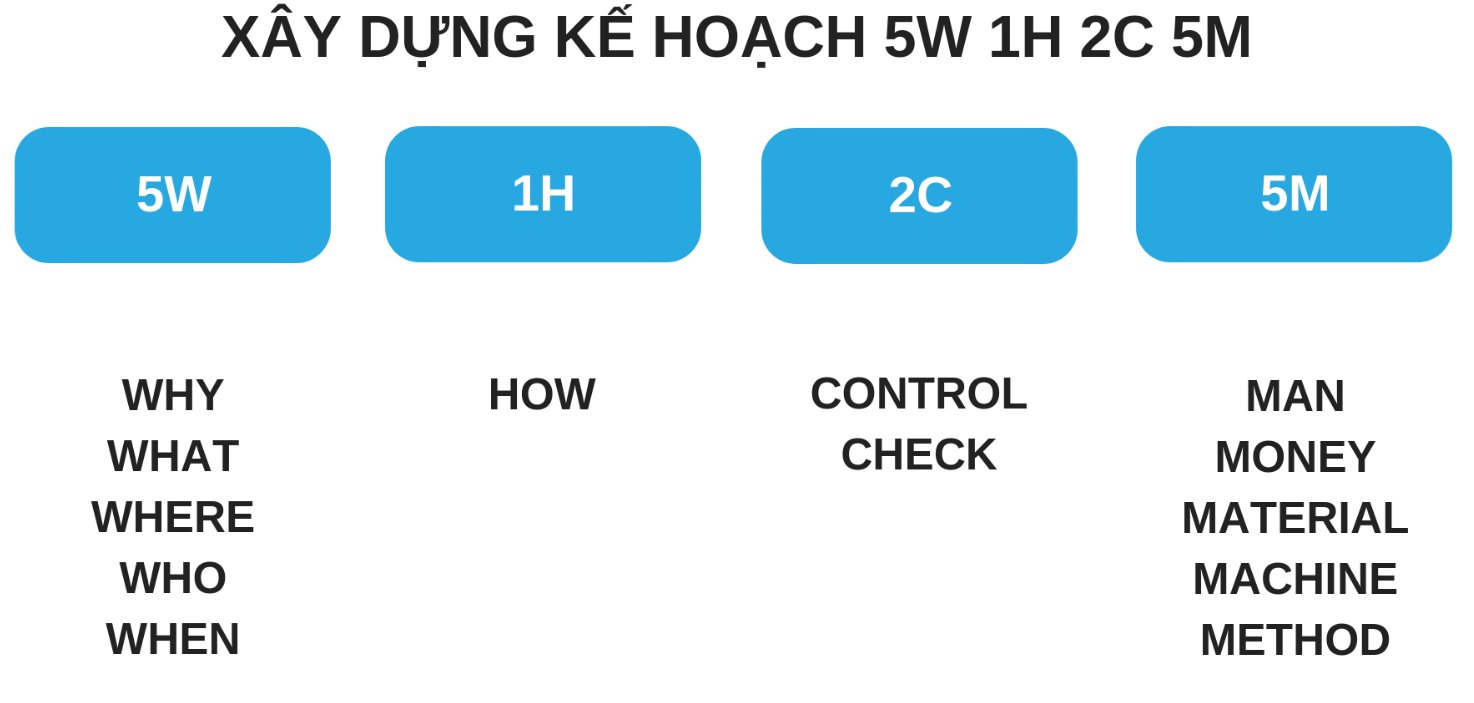 XÂY DỰNG KẾ HOẠCH 5W 1H 2C 5M
5W
1H
2C
5M
WHY
WHAT
WHERE
WHO
WHEN
HOW
CONTROL
CHECK
MAN
MONEY
MATERIAL
MACHINE
METHOD